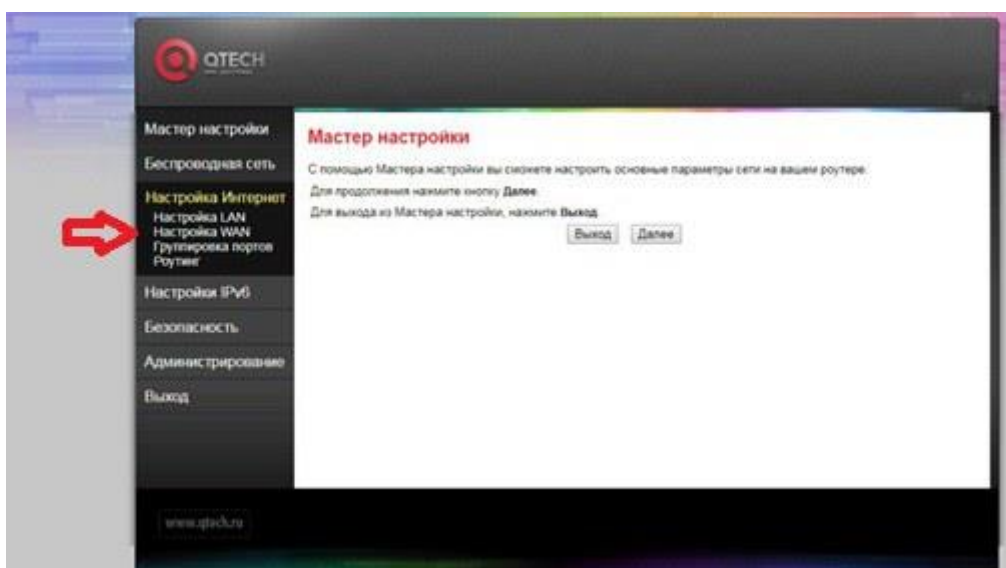 QTECH
Мастер настройки
Беспроводная сеть
Настройка Интернет
Настройка LAN
Настройка WAN
Группировка портов
Роутинг
Настройки IPv6
Безопасность
Администрирование
Выход
Мастер настройки
С помощью Мастера настройки вы сможете настроить основные параметры сети на вашем роутере.
Для продолжения нажмите кнопку Далее.
Для выхода из Мастера настройки, нажмите Выход
Выход Далее
www.qtech.ru